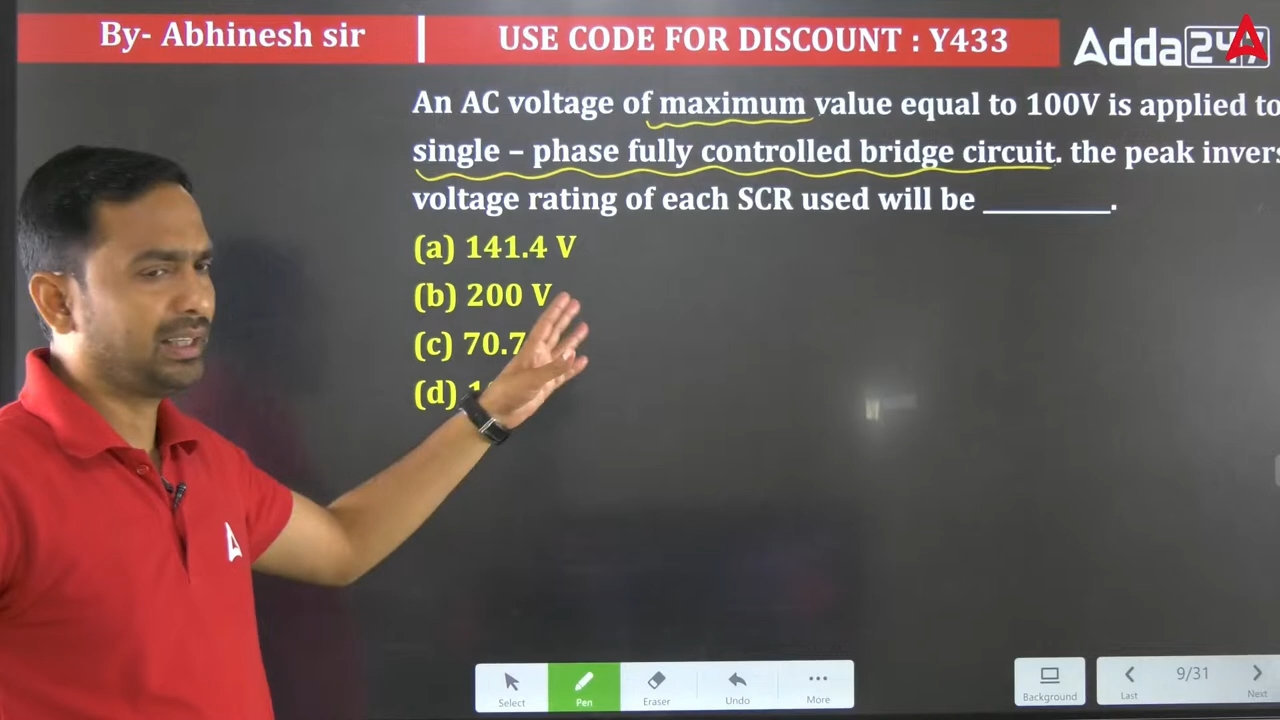 By- Abhinesh sir
USE CODE FOR DISCOUNT : Y433
Adda247
An AC voltage of maximum value equal to 100V is applied to
single – phase fully controlled bridge circuit. the peak
voltage rating of each SCR used will be ________.
(a) 141.4 V
(b) 200 V
(c) 70.7
(d)
Select
Pen
Eraser
Undo
More
Background
Last
9/31
Next